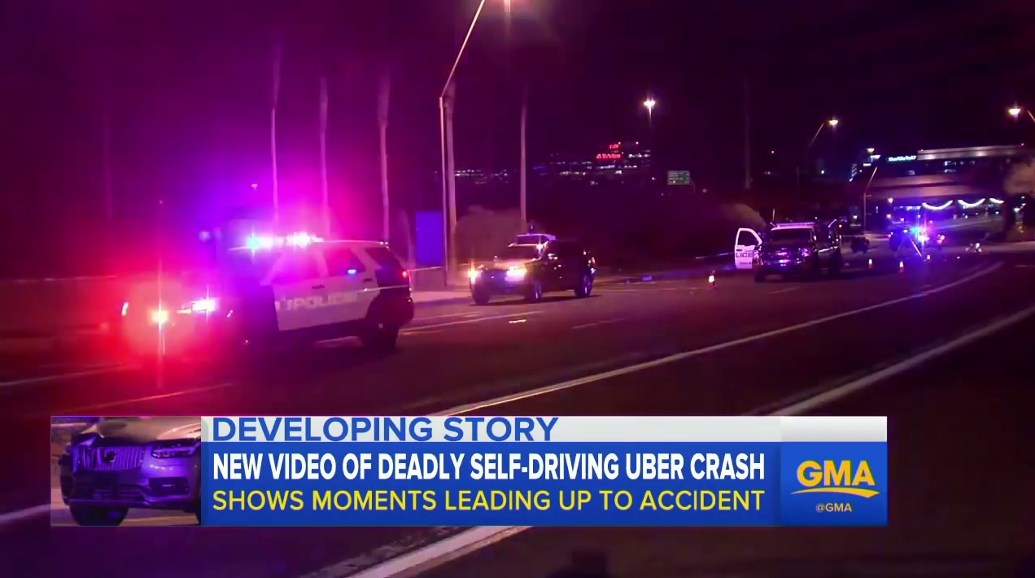 POLICE
DEVELOPING STORY
NEW VIDEO OF DEADLY SELF-DRIVING UBER CRASH
SHOWS MOMENTS LEADING UP TO ACCIDENT
GMA
@GMA